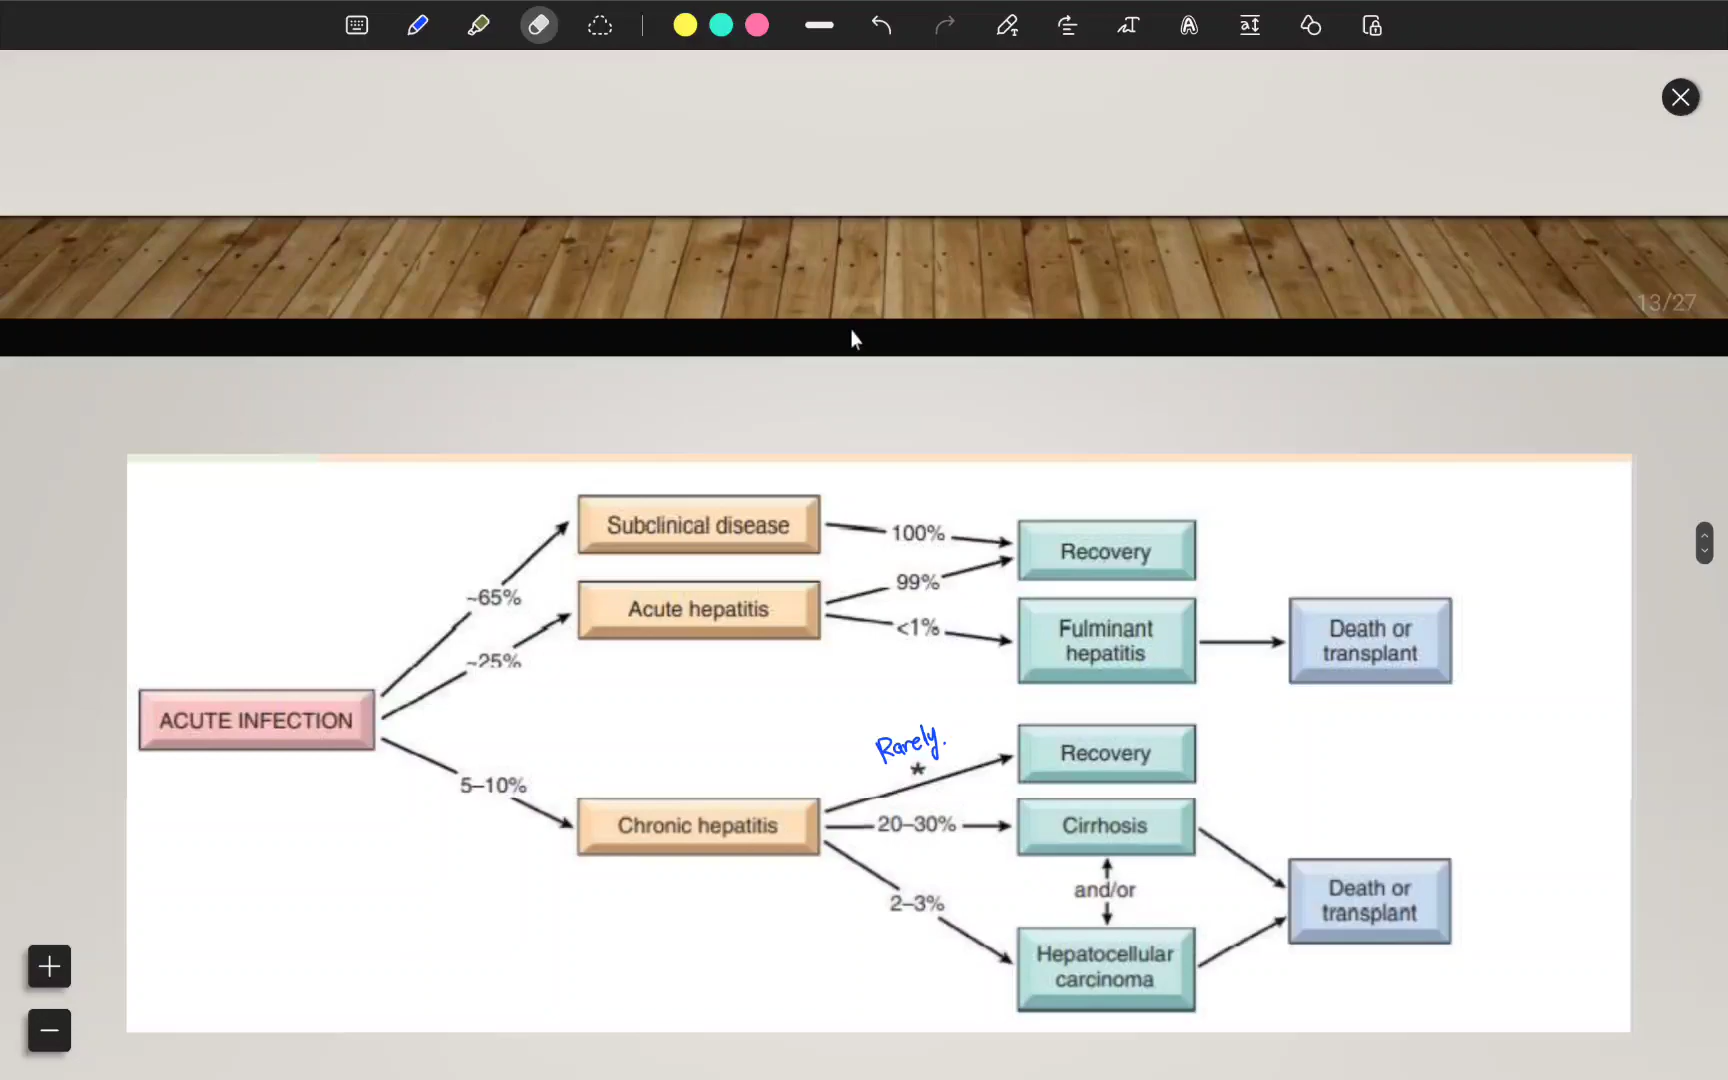 13/27
Subclinical disease
100%
Recovery
99%
Acute hepatitis
<1%
Fulminant
hepatitis
Death or
transplant
~65%
~25%
ACUTE INFECTION
5–10%
Rarely.
*
Recovery
Chronic hepatitis
20–30%
Cirrhosis
and/or
2–3%
Hepatocellular
carcinoma
Death or
transplant